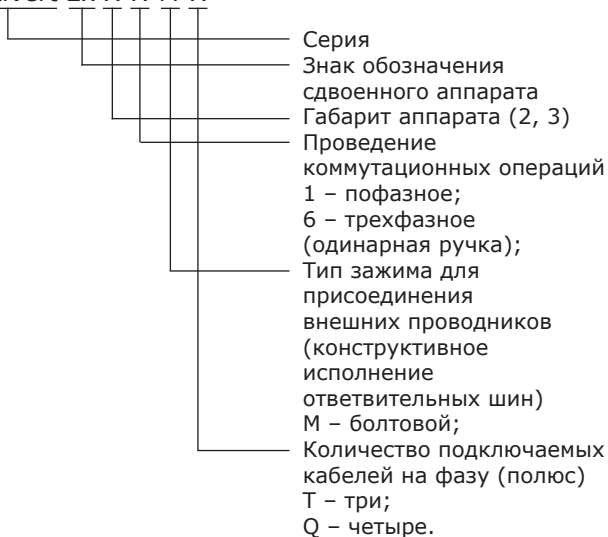 Серия
Знак обозначения
сдвоенного аппарата
Габарит аппарата (2, 3)
Проведение
коммутационных операций
1 – пофазное;
6 – трехфазное
(одинарная ручка);
Тип зажима для
присоединения
внешних проводников
(конструктивное
исполнение
ответвительных шин)
М – болтовой;
Количество подключаемых
кабелей на фазу (полюс)
Т – три;
Q – четыре.